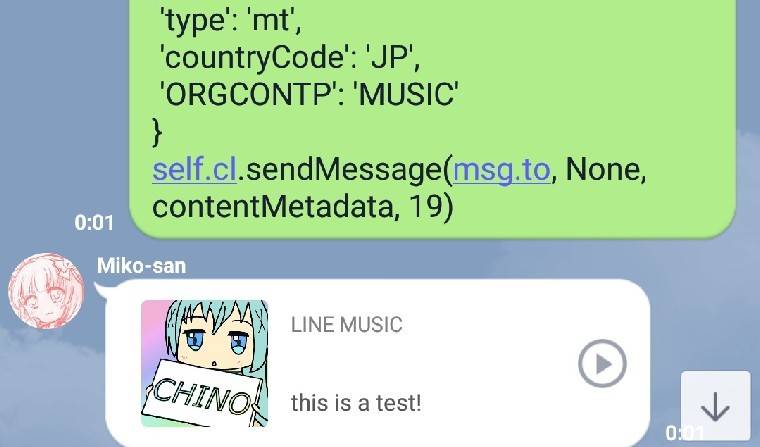 'type': 'mt',
'countryCode': 'JP',
'ORGCONTP': 'MUSIC'
}
self.cl.sendMessage(msg.to, None,
contentMetadata, 19)
0:01
Miko-san
LINE MUSIC
CHINO
this is a test!
0:01